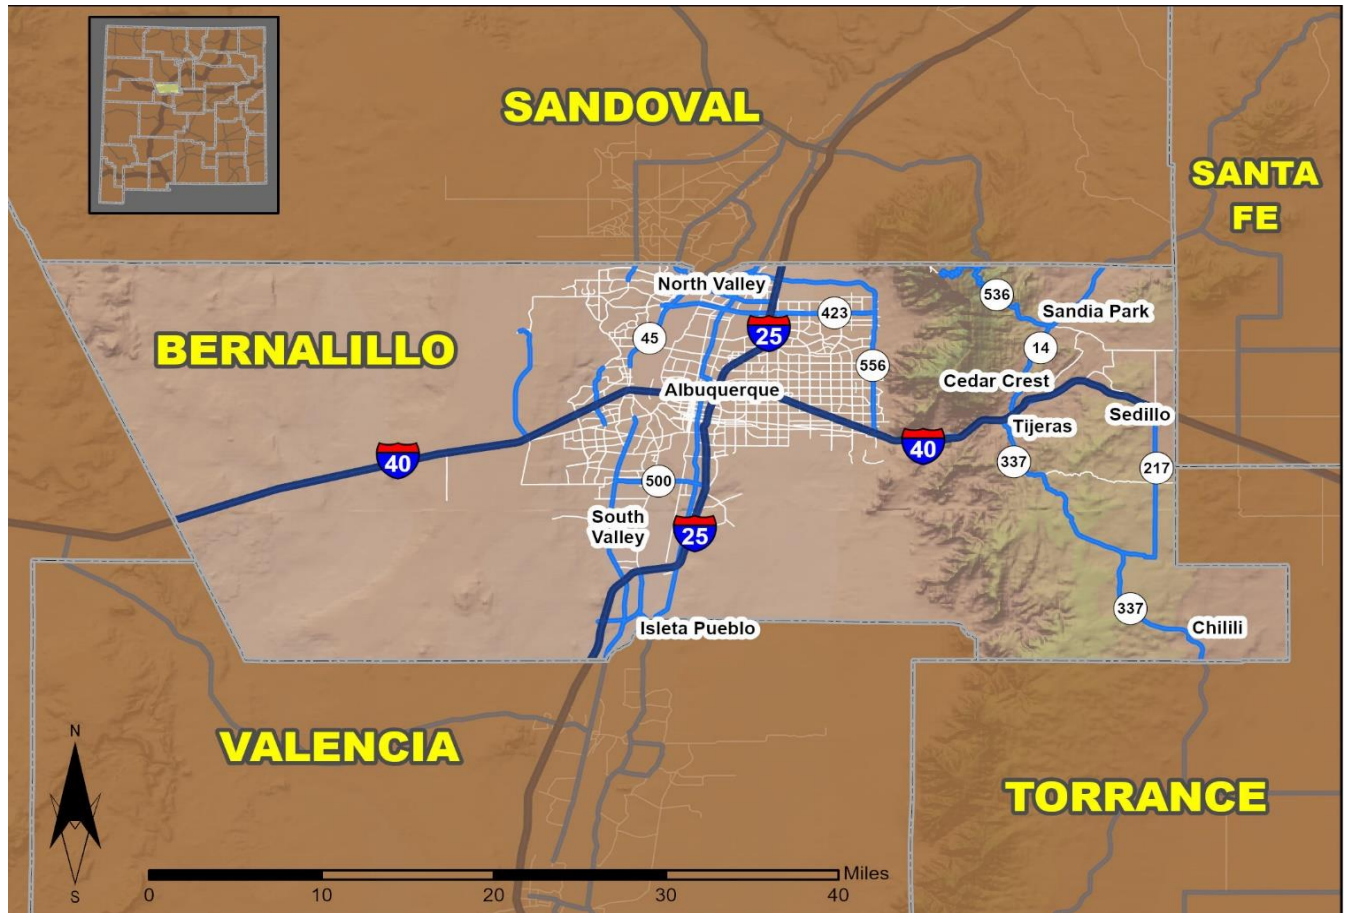 SANDOVAL
SANTA
FE
North Valley
536
Sandia Park
423
25
45
14
BERNALILLO
556
Cedar Crest
Albuquerque
Sedillo
Tijeras
40
40
337
217
500
South
Valley
25
337
Isleta Pueblo
Chilili
N
VALENCIA
TORRANCE
S
Miles
0
10
20
30
40